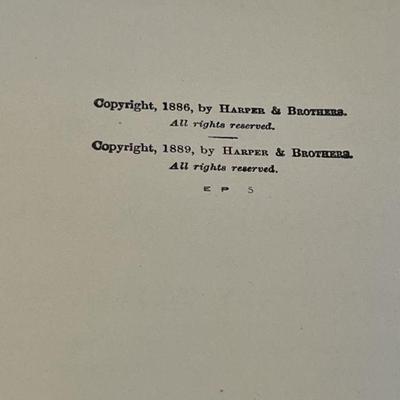 Copyright, 1886, by Harper & Brothers.
All rights reserved.
Copyright, 1889, by Harper & Brothers.
All rights reserved.
E P 5